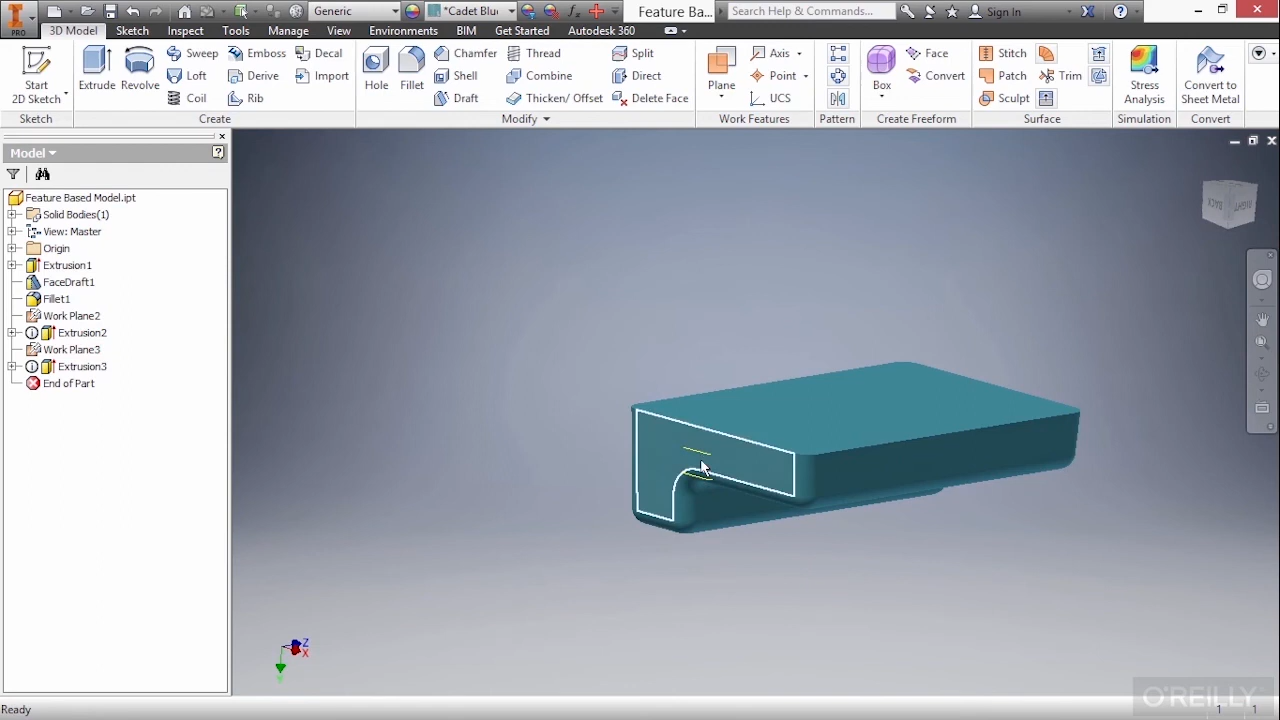 PRO
Generic
*Cadet Blu
fx
Feature Ba...
Search Help & Commands...
Sign In
3D Model Sketch Inspect Tools Manage View Environments BIM Get Started Autodesk 360
Start
2D Sketch
Extrude
Revolve
Sweep
Loft
Coil
Emboss
Derive
Rib
Decal
Import
Hole
Fillet
Chamfer
Shell
Draft
Thread
Combine
Thicken/ Offset
Split
Direct
Delete Face
Plane
Axis
Point
UCS
Box
Face
Convert
Stitch
Patch
Sculpt
Trim
Stress
Analysis
Convert to
Sheet Metal
Sketch Create Modify Work Features Pattern Create Freeform Surface Simulation Convert
Model
Feature Based Model.ipt
Solid Bodies(1)
View: Master
Origin
Extrusion1
FaceDraft1
Fillet1
Work Plane2
Extrusion2
Work Plane3
Extrusion3
End of Part
BACK RIGHT
Z
X
Y
O'REILLY
Ready
1 1